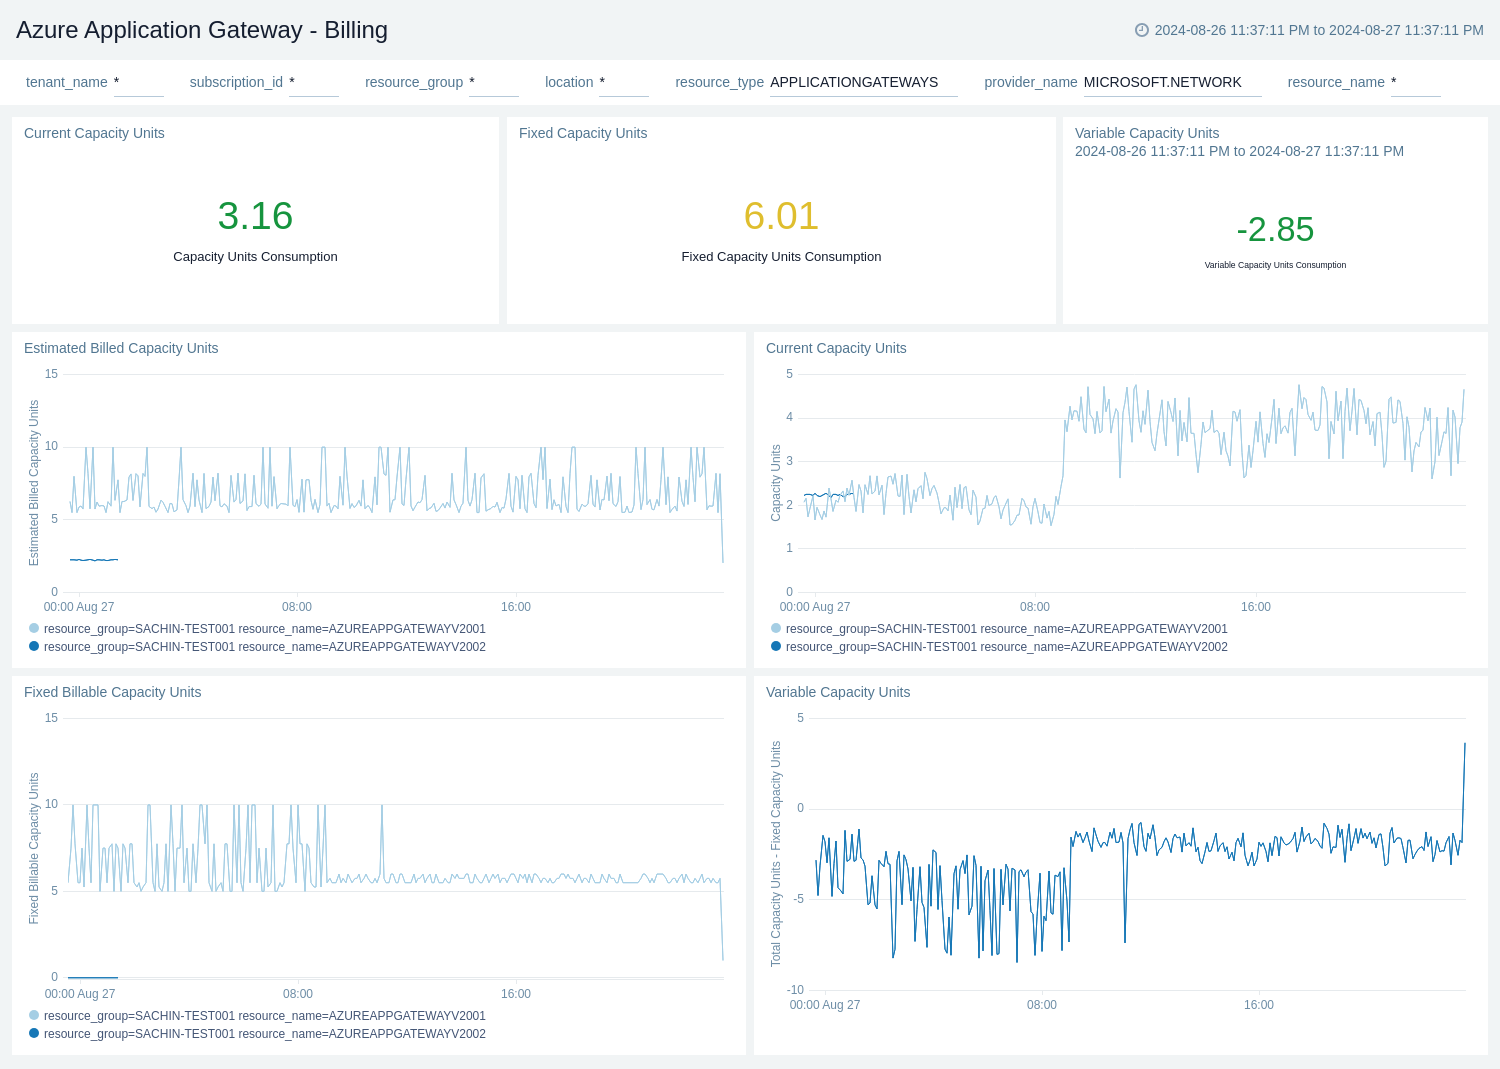 Azure Application Gateway - Billing
2024-08-26 11:37:11 PM to 2024-08-27 11:37:11 PM
tenant_name *
subscription_id *
resource_group *
location *
resource_type APPLICATIONGATEWAYS
provider_name MICROSOFT.NETWORK
resource_name *
Current Capacity Units
3.16
Capacity Units Consumption
Fixed Capacity Units
6.01
Fixed Capacity Units Consumption
Variable Capacity Units
2024-08-26 11:37:11 PM to 2024-08-27 11:37:11 PM
-2.85
Variable Capacity Units Consumption
Estimated Billed Capacity Units
Estimated Billed Capacity Units
15
10
5
0
00:00 Aug 27
08:00
16:00
resource_group=SACHIN-TEST001 resource_name=AZUREAPPGATEWAYV2001
resource_group=SACHIN-TEST001 resource_name=AZUREAPPGATEWAYV2002
Current Capacity Units
Capacity Units
5
4
3
2
1
0
00:00 Aug 27
08:00
16:00
resource_group=SACHIN-TEST001 resource_name=AZUREAPPGATEWAYV2001
resource_group=SACHIN-TEST001 resource_name=AZUREAPPGATEWAYV2002
Fixed Billable Capacity Units
Fixed Billable Capacity Units
15
10
5
0
00:00 Aug 27
08:00
16:00
resource_group=SACHIN-TEST001 resource_name=AZUREAPPGATEWAYV2001
resource_group=SACHIN-TEST001 resource_name=AZUREAPPGATEWAYV2002
Variable Capacity Units
Total Capacity Units - Fixed Capacity Units
5
0
-5
-10
00:00 Aug 27
08:00
16:00